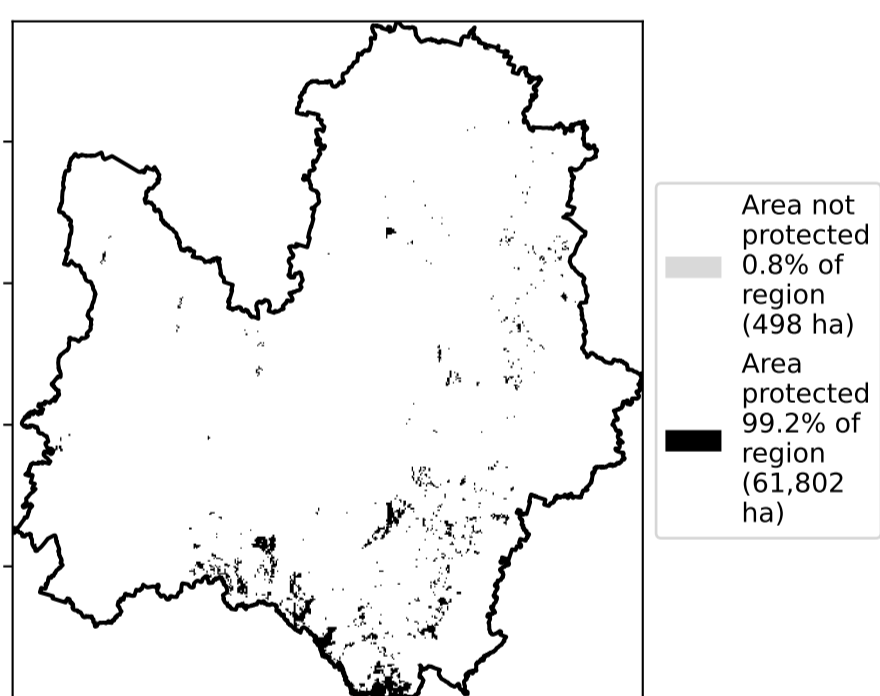 Area not
protected
0.8% of
region
(498 ha)
Area
protected
99.2% of
region
(61,802
ha)